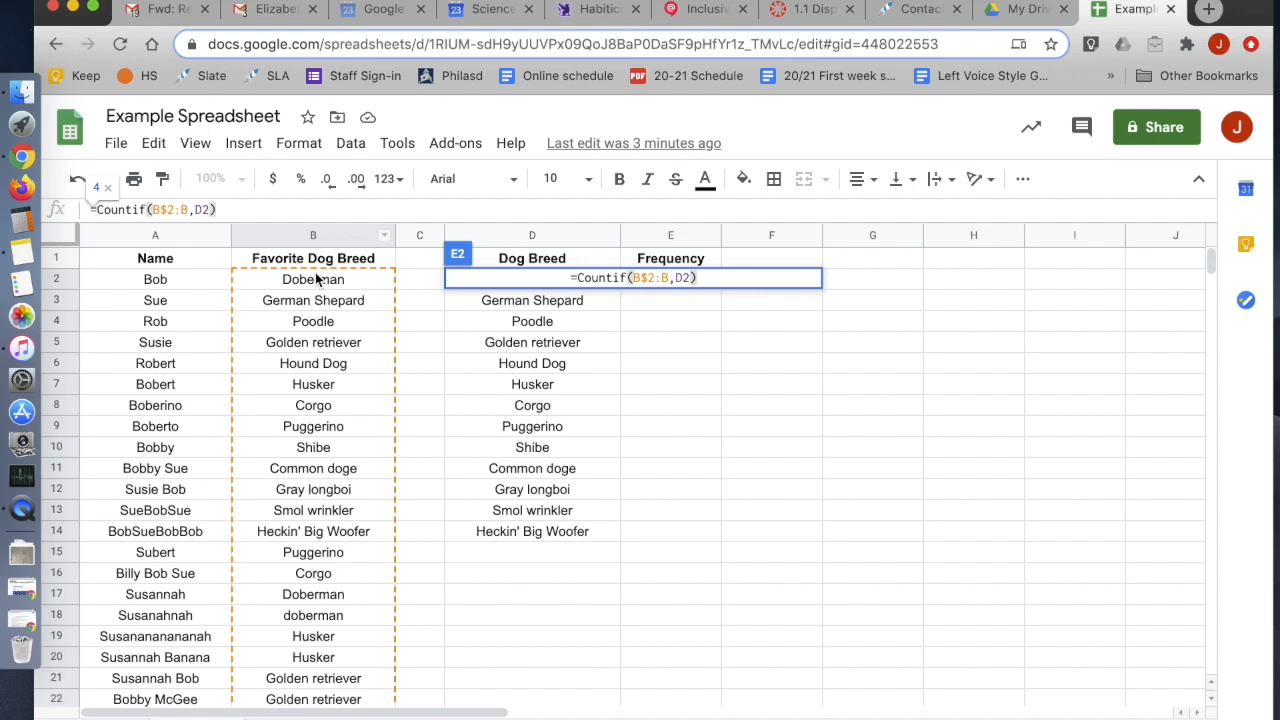 Fwd: Re
Elizabet
Google
Science
Habitica
Inclusiv
1.1 Disp
Contact
My Driv
Example
docs.google.com/spreadsheets/d/1RIUM-sdH9yUUVPx09QoJ8BaP0DaSF9pHfYr1z_TMvLc/edit#gid=448022553
Keep HS Slate SLA Staff Sign-in Philasd Online schedule 20-21 Schedule 20/21 First week s... Left Voice Style G... » Other Bookmarks
Example Spreadsheet
File Edit View Insert Format Data Tools Add-ons Help Last edit was 3 minutes ago
Share J
100% $ % .0 .00 123 Arial 10 B I S A
4 ×
fx =Countif(B$2:B,D2)
A B C D E F G H I J
1 Name Favorite Dog Breed Dog Breed Frequency
E2
2 Bob Doberman =Countif(B$2:B,D2)
3 Sue German Shepard German Shepard
4 Rob Poodle Poodle
5 Susie Golden retriever Golden retriever
6 Robert Hound Dog Hound Dog
7 Bobert Husker Husker
8 Boberino Corgo Corgo
9 Boberto Puggerino Puggerino
10 Bobby Shibe Shibe
11 Bobby Sue Common doge Common doge
12 Susie Bob Gray longboi Gray longboi
13 SueBobSue Smol wrinkler Smol wrinkler
14 BobSueBobBob Heckin' Big Woofer Heckin' Big Woofer
15 Subert Puggerino
16 Billy Bob Sue Corgo
17 Susannah Doberman
18 Susanahnah doberman
19 Susananananah Husker
20 Susannah Banana Husker
21 Susannah Bob Golden retriever
22 Bobby McGee Golden retriever